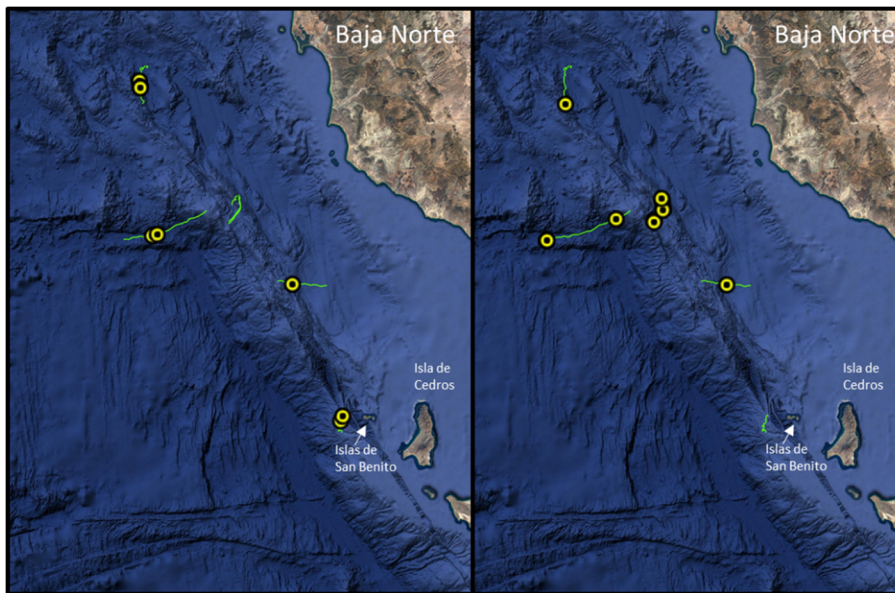 Baja Norte
Isla de
Cedros
Islas de
San Benito
Baja Norte
Isla de
Cedros
Islas de
San Benito